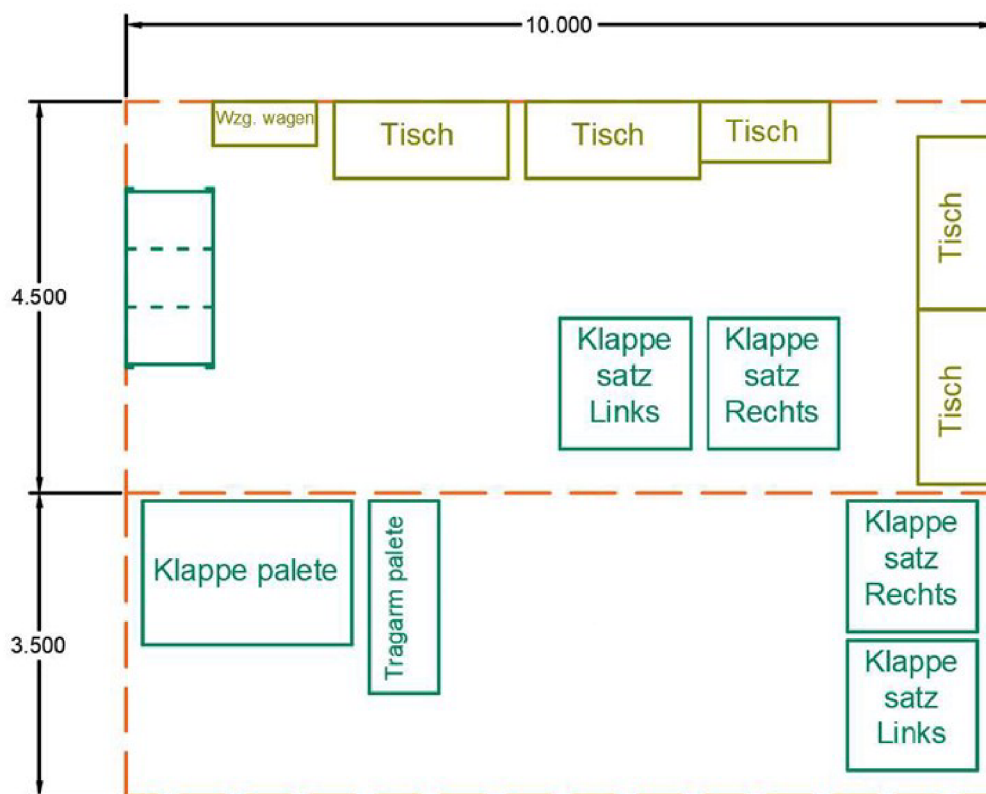 10.000
Wzg. wagen
Tisch
Tisch
Tisch
Tisch
4.500
Klappe
satz
Links
Klappe
satz
Rechts
Tisch
Klappe palete
Tragarm palete
Klappe
satz
Rechts
3.500
Klappe
satz
Links